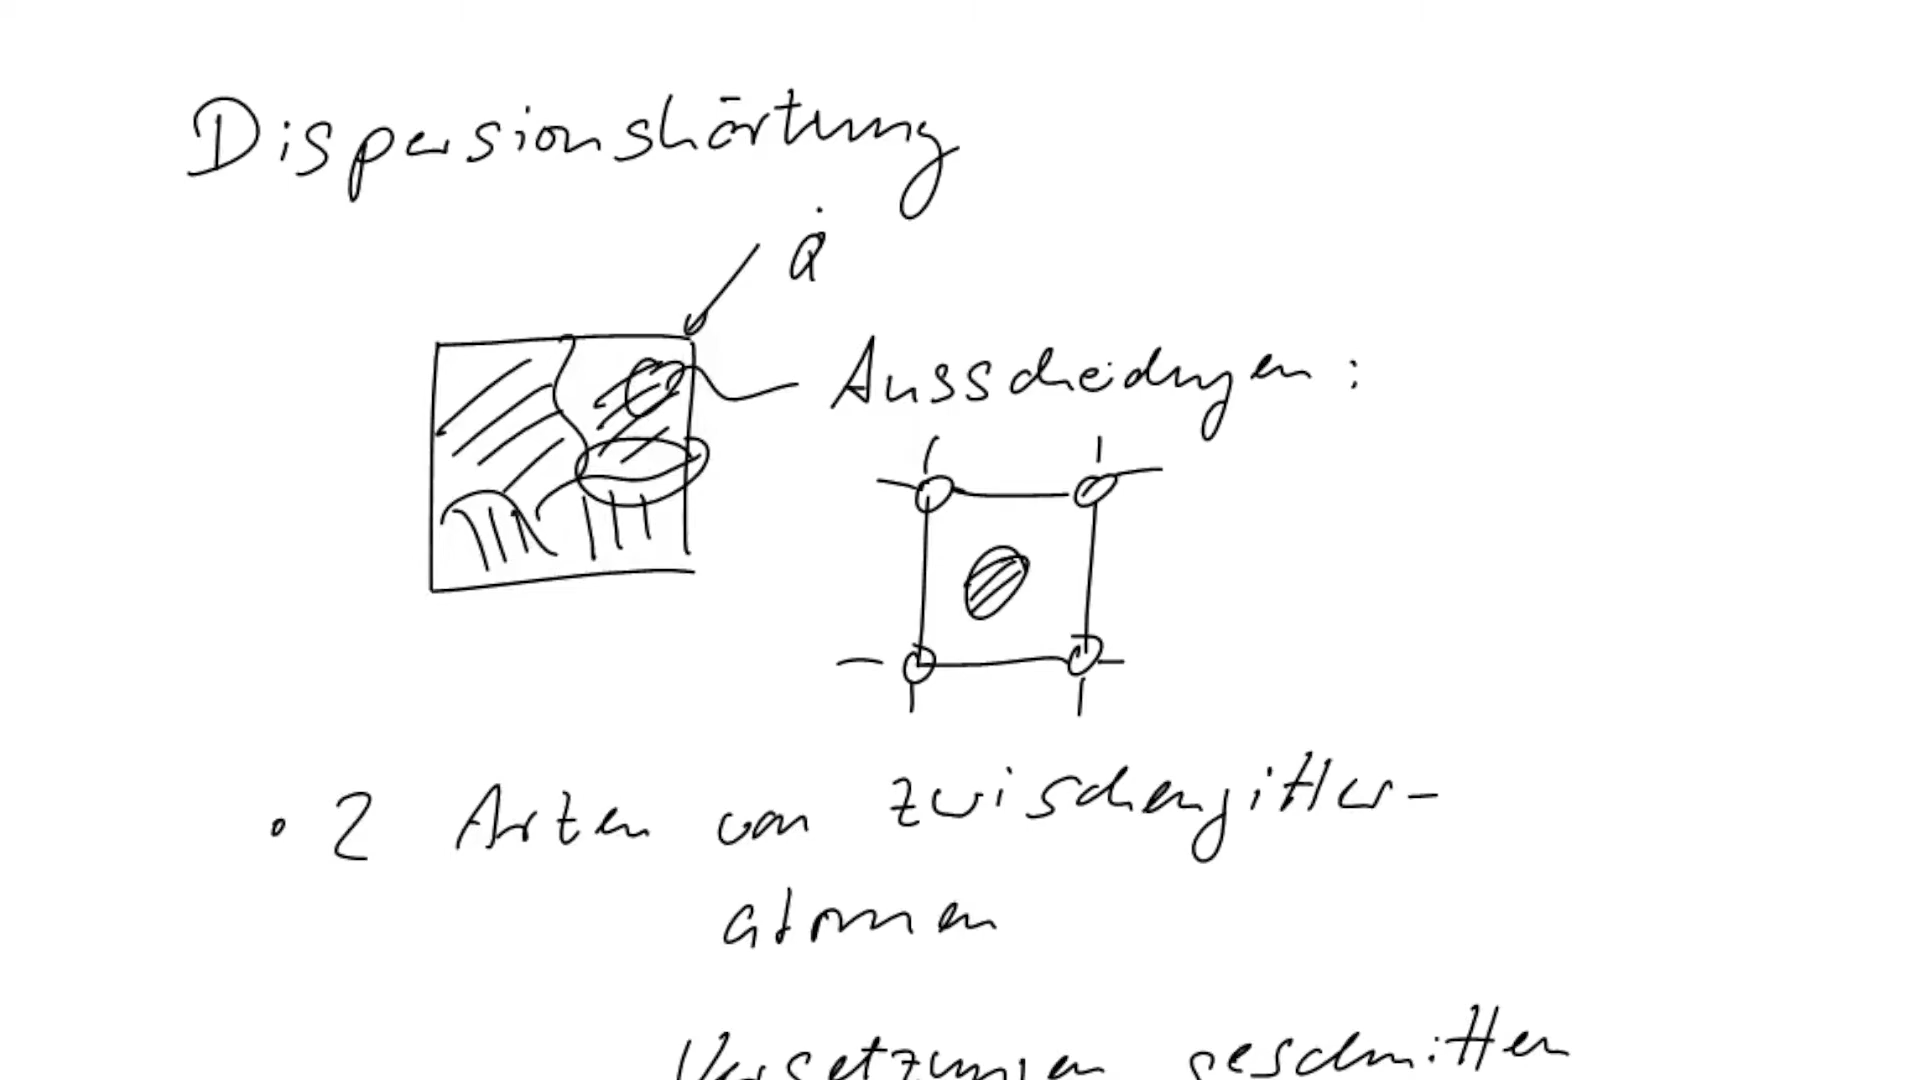 Dispersionshärtung
Q̇
Ausscheidungen:
• 2 Arten von Zwischengitter-
atomen
Versetzungen geschnitten